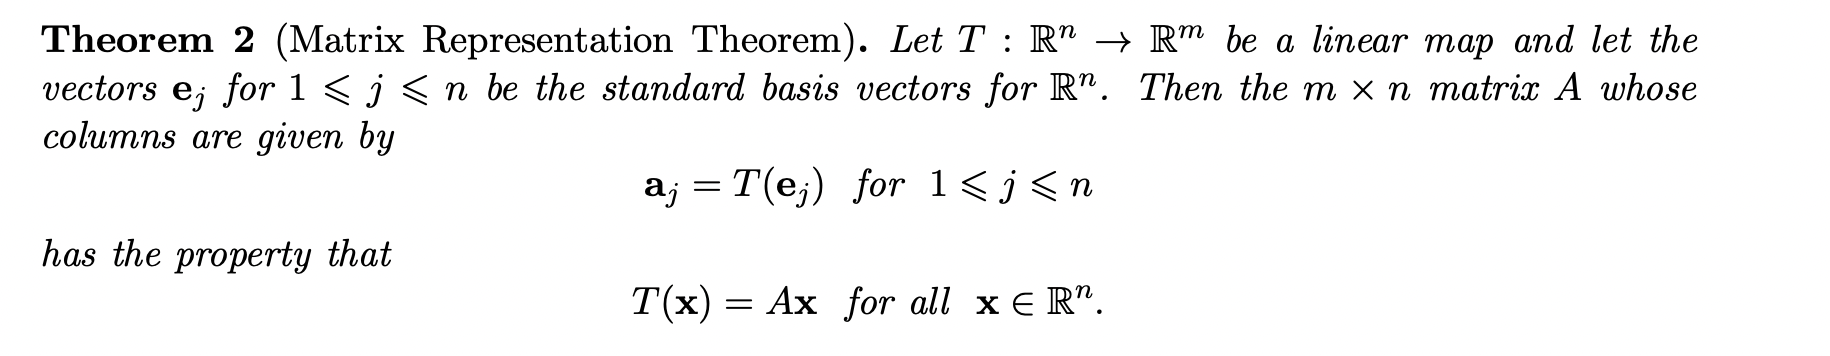 Theorem 2 (Matrix Representation Theorem). Let T : ℝⁿ → ℝᵐ be a linear map and let the
vectors eⱼ for 1 ⩽ j ⩽ n be the standard basis vectors for ℝⁿ. Then the m × n matrix A whose
columns are given by
aⱼ = T(eⱼ) for 1 ⩽ j ⩽ n
has the property that
T(x) = Ax for all x ∈ ℝⁿ.